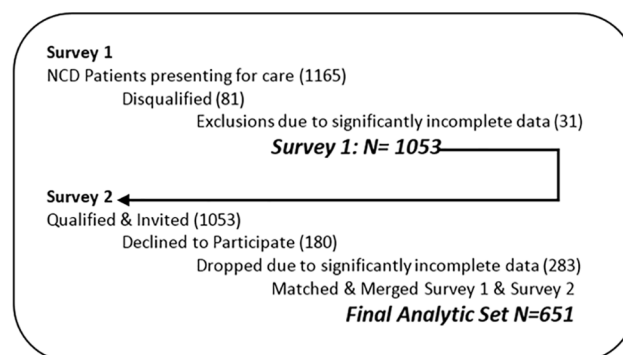 Survey 1
NCD Patients presenting for care (1165)
Disqualified (81)
Exclusions due to significantly incomplete data (31)
Survey 1: N= 1053
Survey 2
Qualified & Invited (1053)
Declined to Participate (180)
Dropped due to significantly incomplete data (283)
Matched & Merged Survey 1 & Survey 2
Final Analytic Set N=651